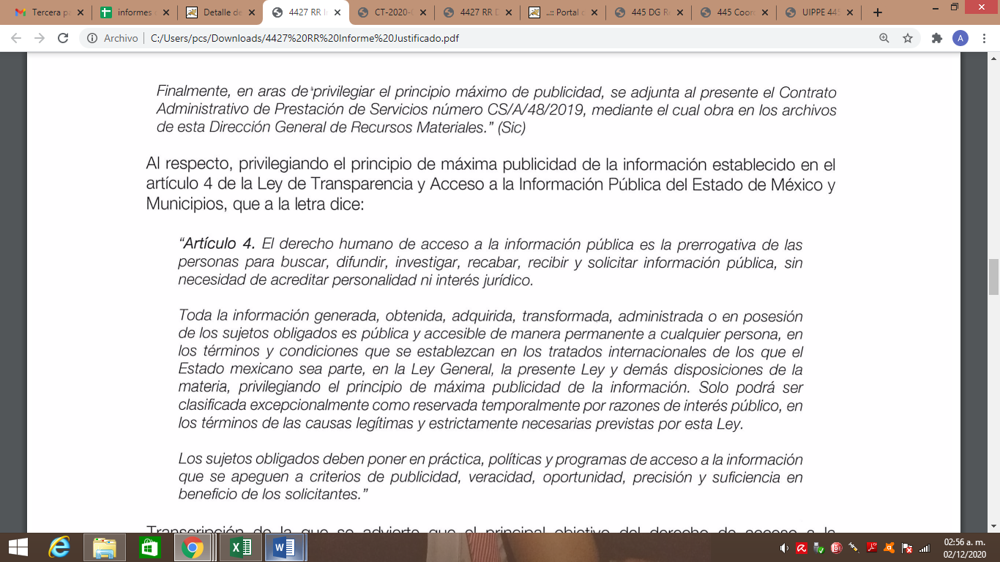 Tercera pa
informes
Detalle de
4427 RR I
CT-2020-
4427 RR D
..:: Portal
445 DG R
445 Coor
UIPPE 44
Archivo
C:/Users/pcs/Downloads/4427%20RR%20Informe%20Justificado.pdf
A
Finalmente, en aras de privilegiar el principio máximo de publicidad, se adjunta al presente el Contrato
Administrativo de Prestación de Servicios número CS/A/48/2019, mediante el cual obra en los archivos
de esta Dirección General de Recursos Materiales." (Sic)
Al respecto, privilegiando el principio de máxima publicidad de la información establecido en el
artículo 4 de la Ley de Transparencia y Acceso a la Información Pública del Estado de México y
Municipios, que a la letra dice:
"Artículo 4. El derecho humano de acceso a la información pública es la prerrogativa de las
personas para buscar, difundir, investigar, recabar, recibir y solicitar información pública, sin
necesidad de acreditar personalidad ni interés jurídico.
Toda la información generada, obtenida, adquirida, transformada, administrada o en posesión
de los sujetos obligados es pública y accesible de manera permanente a cualquier persona, en
los términos y condiciones que se establezcan en los tratados internacionales de los que el
Estado mexicano sea parte, en la Ley General, la presente Ley y demás disposiciones de la
materia, privilegiando el principio de máxima publicidad de la información. Solo podrá ser
clasificada excepcionalmente como reservada temporalmente por razones de interés público, en
los términos de las causas legítimas y estrictamente necesarias previstas por esta Ley.
Los sujetos obligados deben poner en práctica, políticas y programas de acceso a la información
que se apeguen a criterios de publicidad, veracidad, oportunidad, precisión y suficiencia en
beneficio de los solicitantes."
Transcripción de la que se advierte que el principal objetivo del derecho de acceso a la
02:56 a. m.
02/12/2020